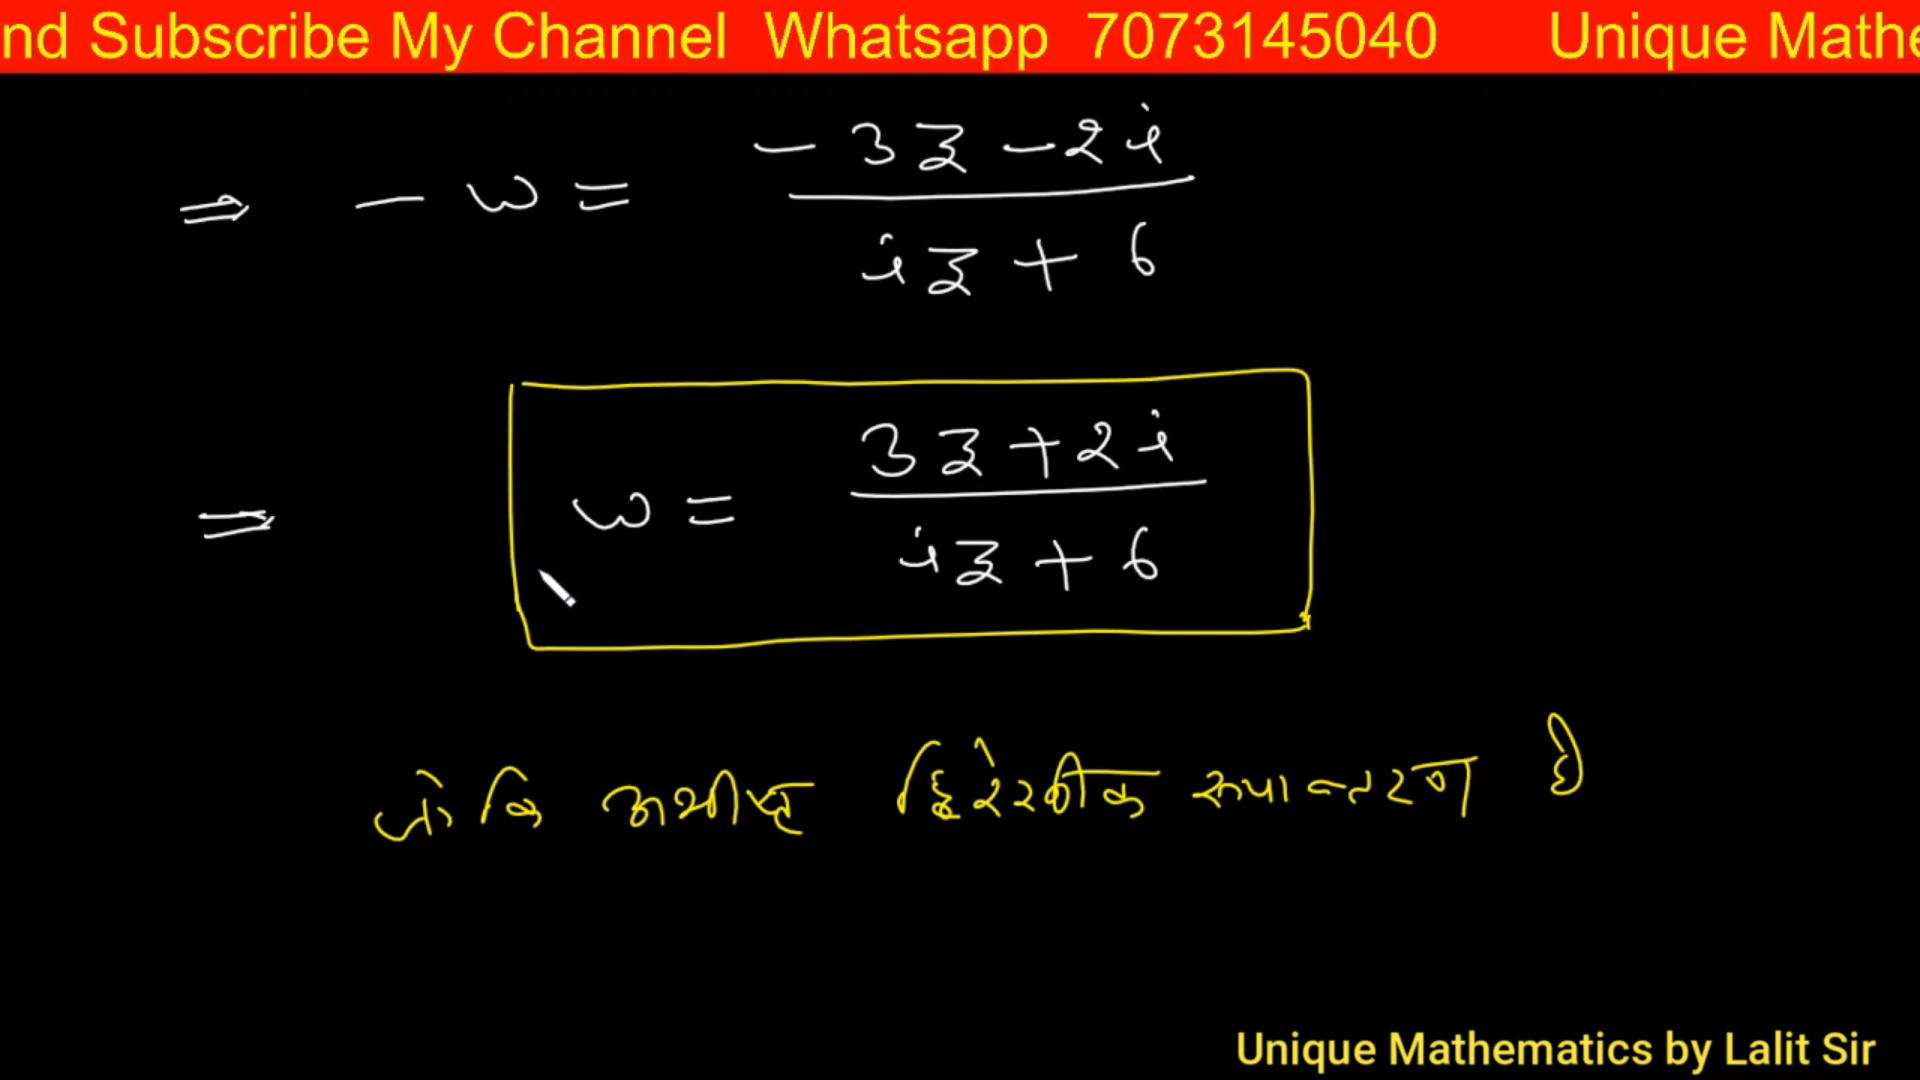 nd Subscribe My Channel Whatsapp 7073145040 Unique Mathe
⇒ - w = (-3z - 2i)/(iz + 6)
⇒ w = (3z + 2i)/(iz + 6)
जो कि अभीष्ट द्विरेखीक रूपान्तरण है
Unique Mathematics by Lalit Sir